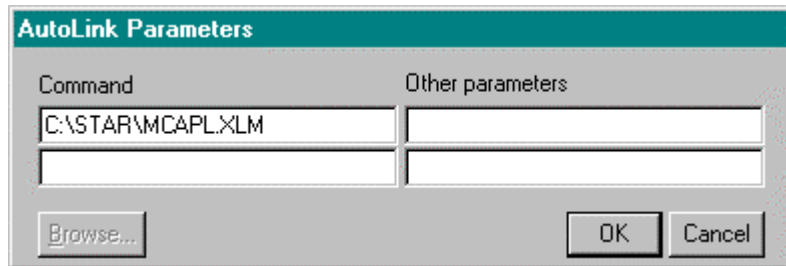 AutoLink Parameters
Command Other parameters
C:\STAR\MCAPL.XLM
Browse... OK Cancel